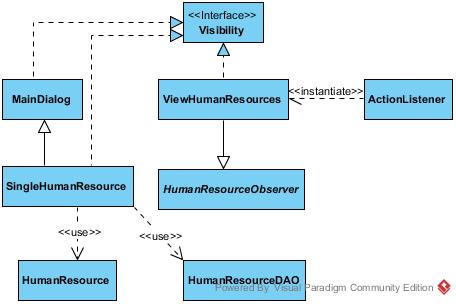 <<Interface>>
Visibility
MainDialog
ViewHumanResources
<<instantiate>>
ActionListener
SingleHumanResource
HumanResourceObserver
<<use>>
<<use>>
HumanResource
HumanResourceDAO
Powered By Visual Paradigm Community Edition